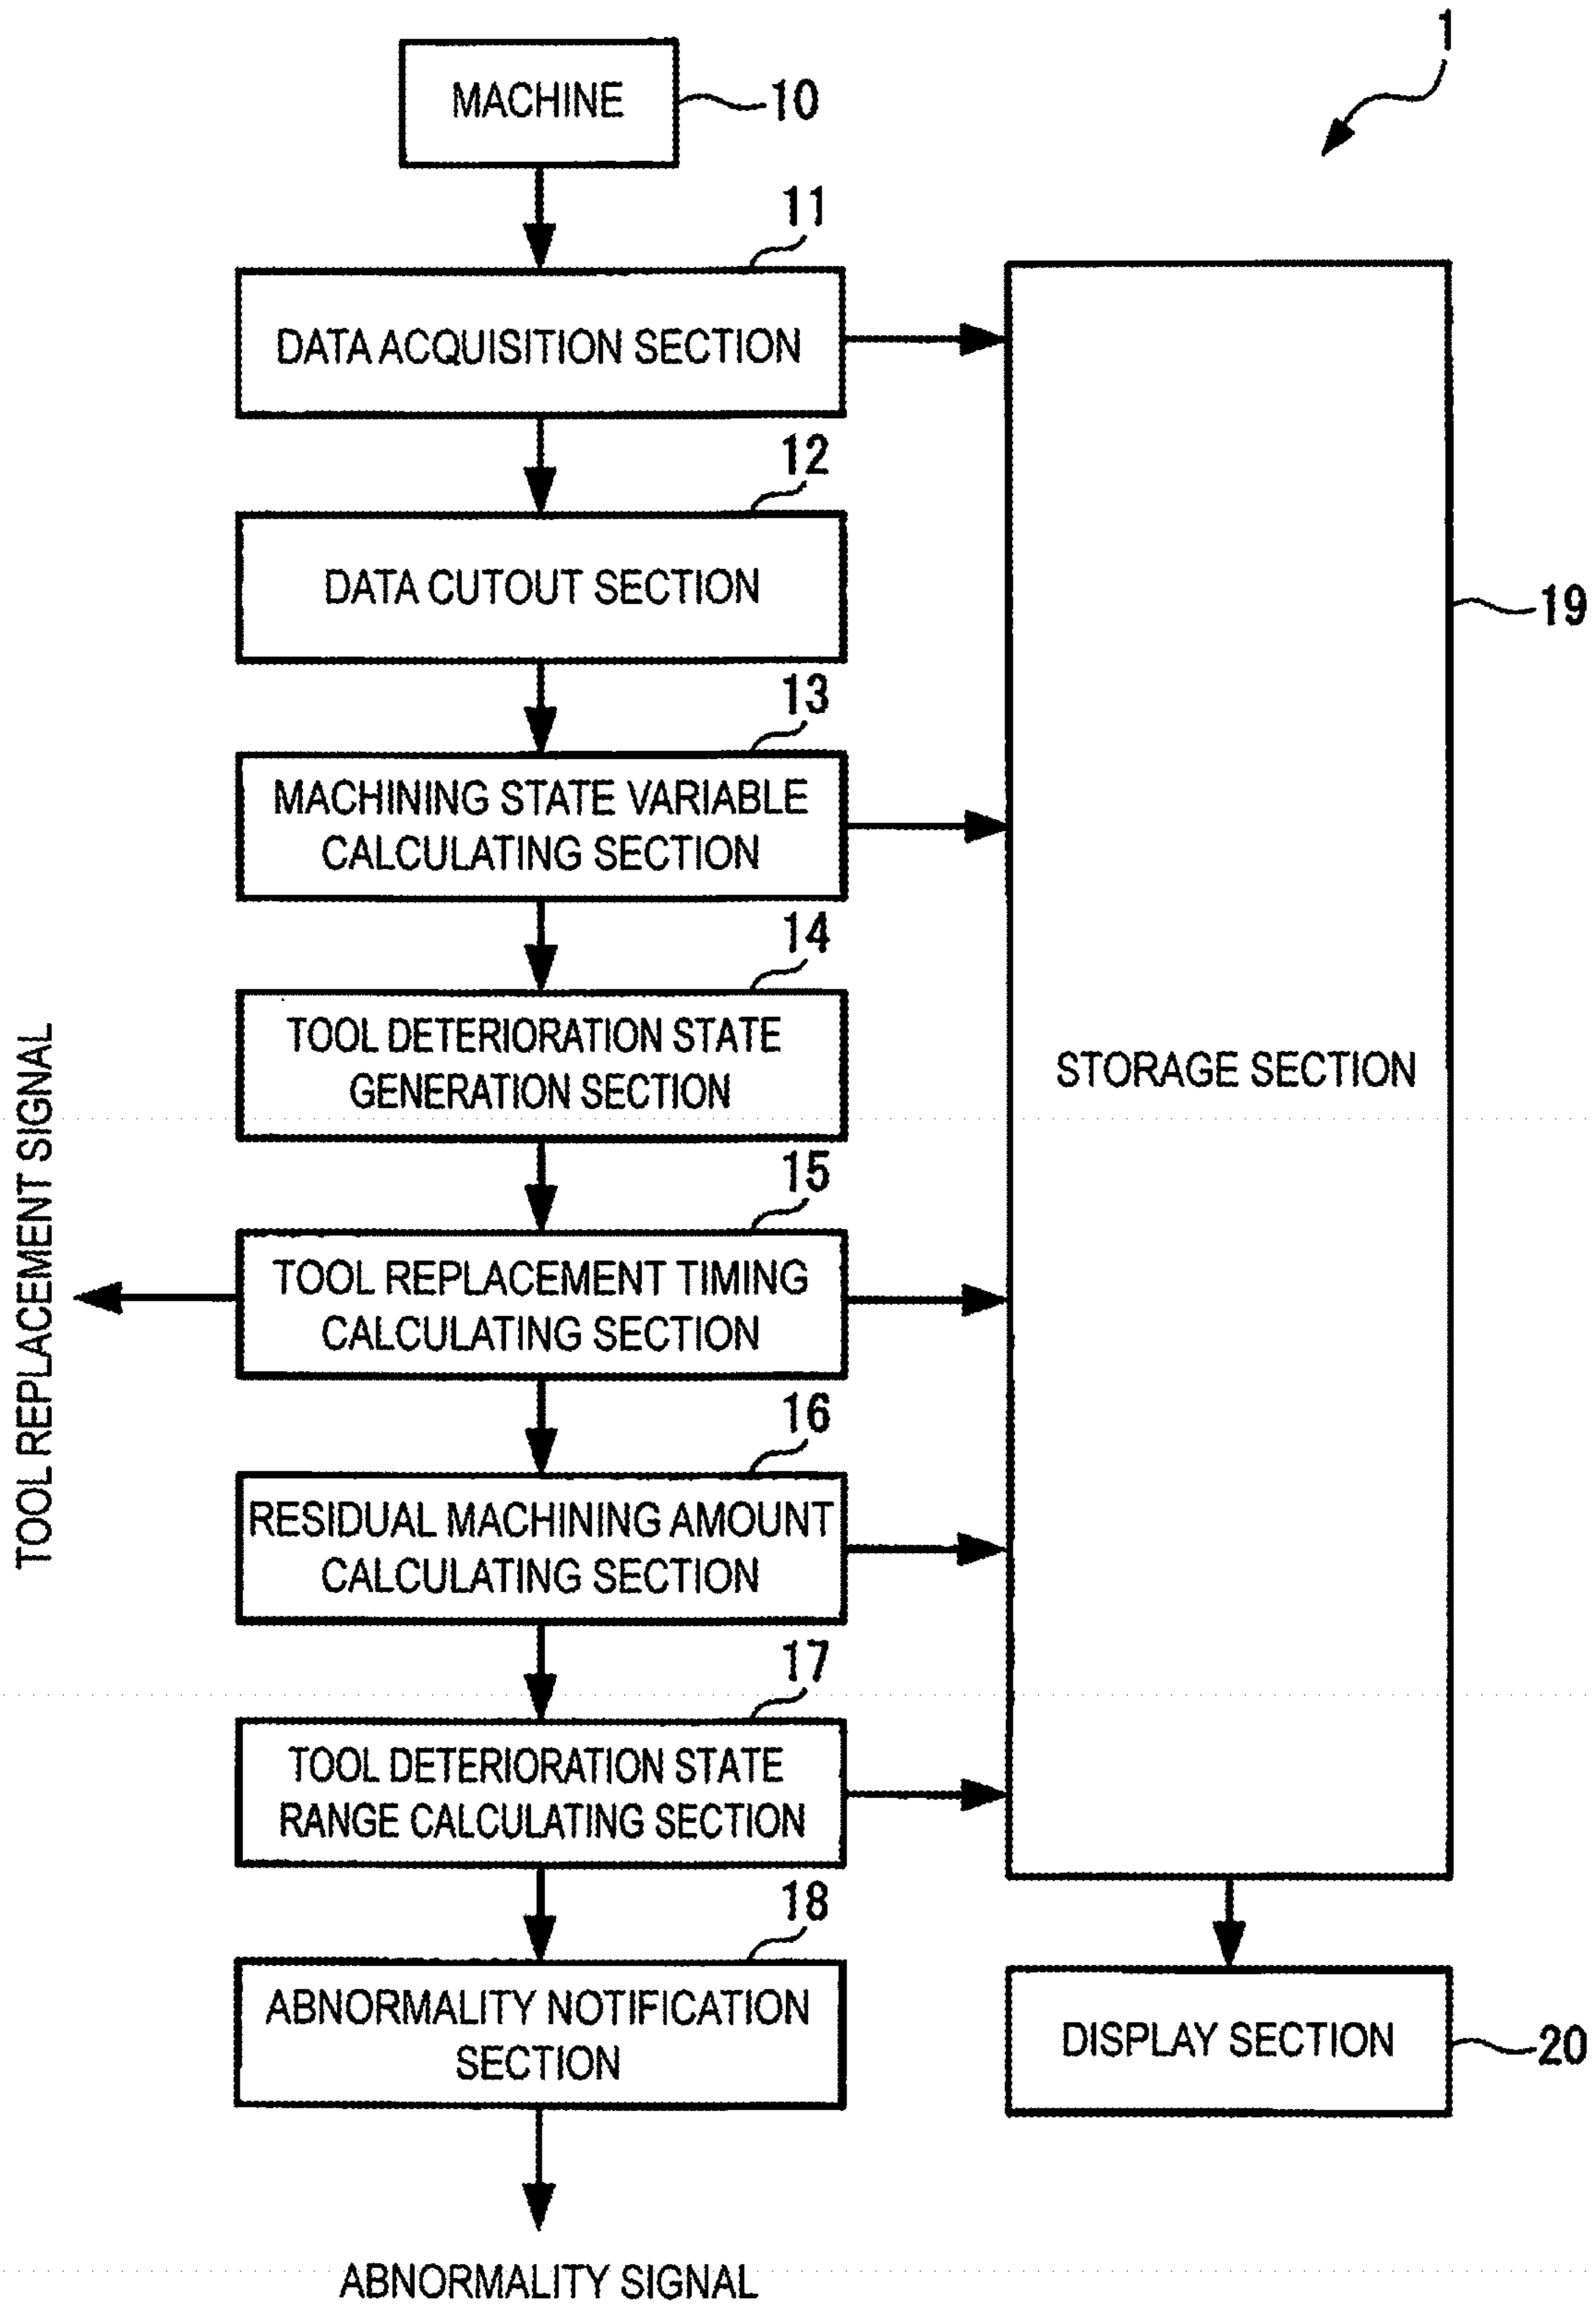 1
MACHINE
10
11
DATA ACQUISITION SECTION
12
DATA CUTOUT SECTION
19
13
MACHINING STATE VARIABLE
CALCULATING SECTION
14
TOOL DETERIORATION STATE
GENERATION SECTION
STORAGE SECTION
TOOL REPLACEMENT SIGNAL
15
TOOL REPLACEMENT TIMING
CALCULATING SECTION
16
RESIDUAL MACHINING AMOUNT
CALCULATING SECTION
17
TOOL DETERIORATION STATE
RANGE CALCULATING SECTION
18
ABNORMALITY NOTIFICATION
SECTION
DISPLAY SECTION
20
ABNORMALITY SIGNAL